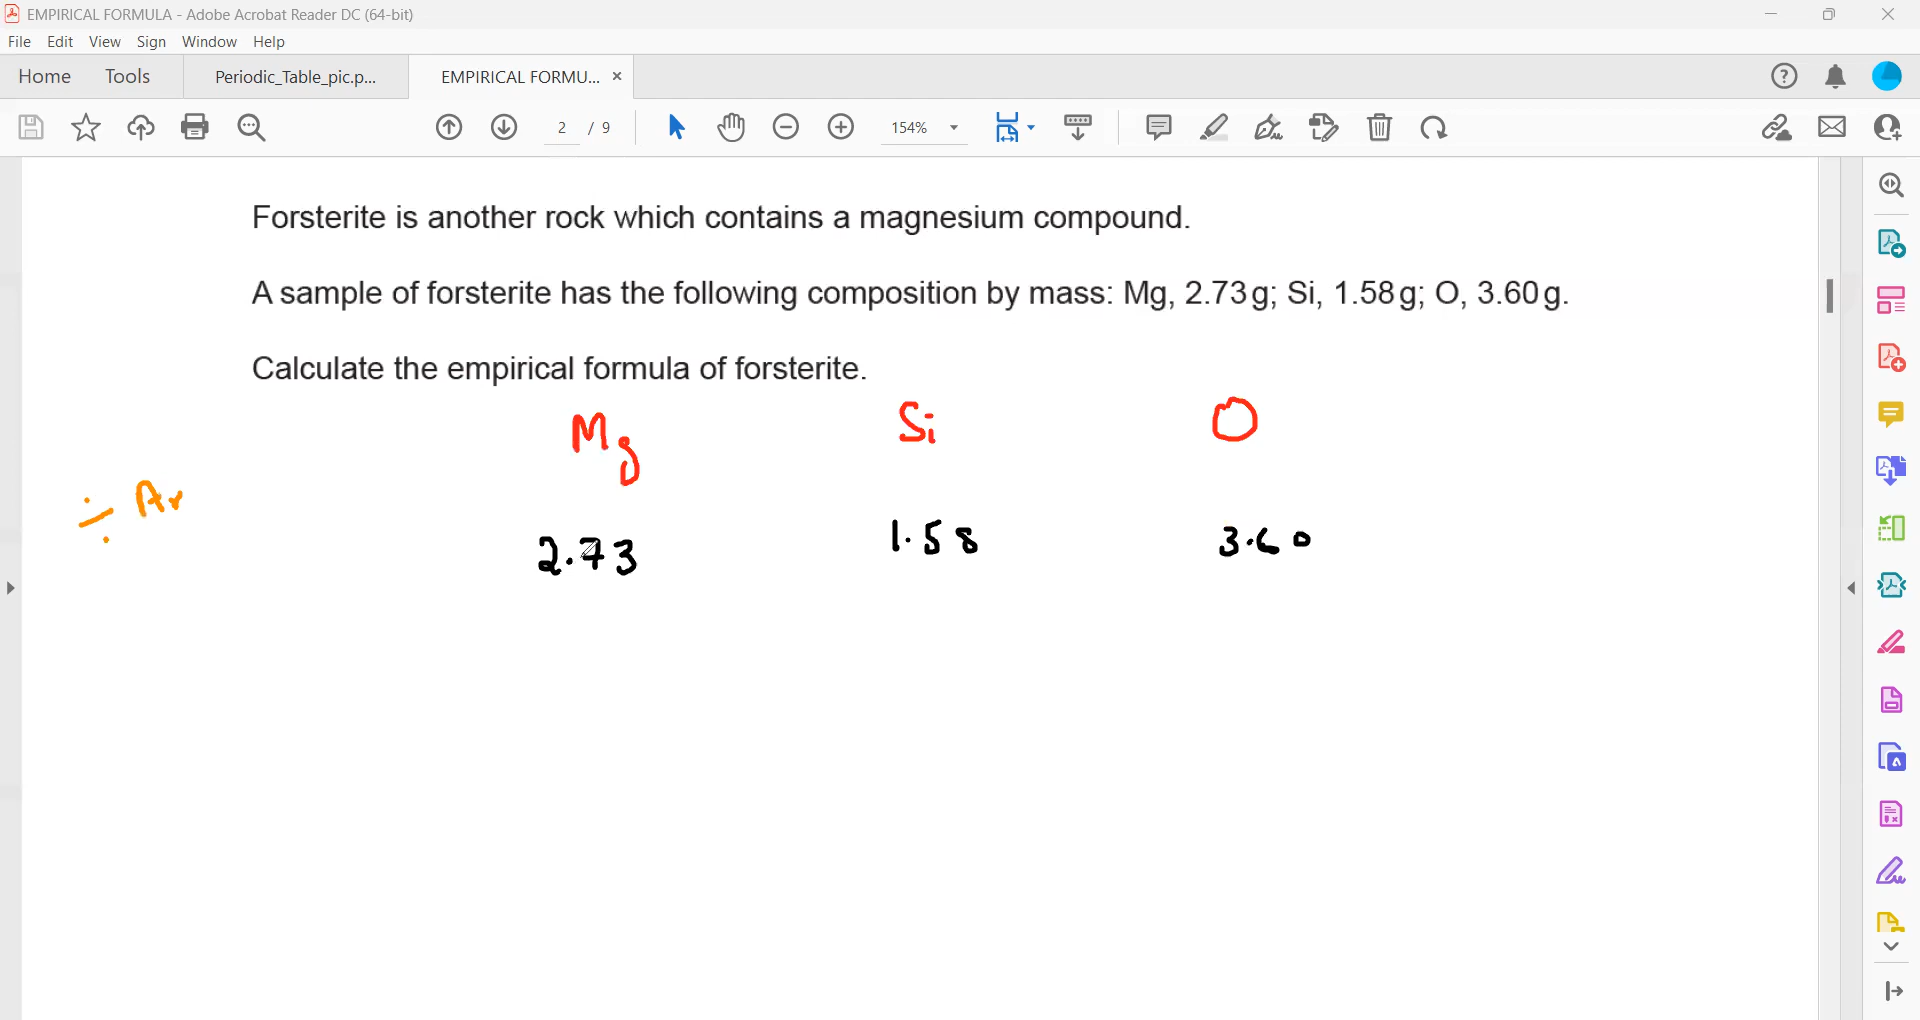 EMPIRICAL FORMULA - Adobe Acrobat Reader DC (64-bit)
File Edit View Sign Window Help
Home Tools Periodic_Table_pic.p... EMPIRICAL FORMU... ×
2 / 9 154%
Forsterite is another rock which contains a magnesium compound.
A sample of forsterite has the following composition by mass: Mg, 2.73 g; Si, 1.58 g; O, 3.60 g.
Calculate the empirical formula of forsterite.
Mg Si O
÷ Ar
2.73 1.58 3.60